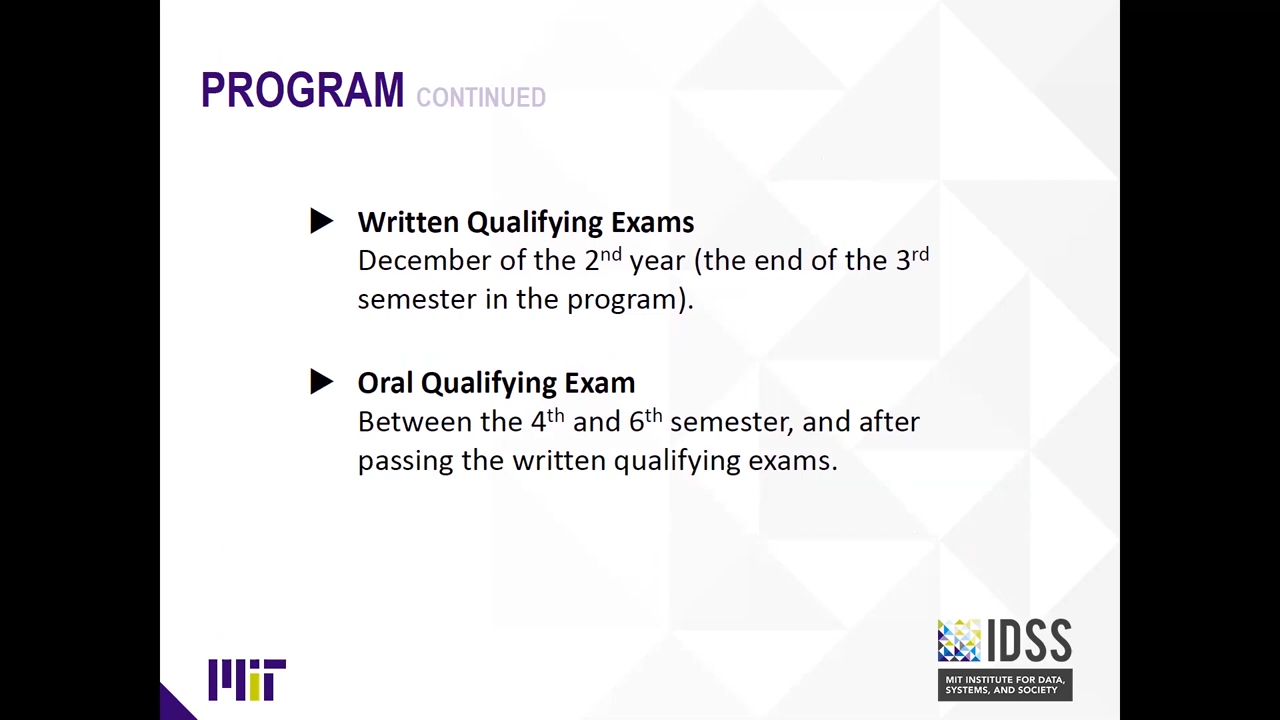 PROGRAM CONTINUED
▶ Written Qualifying Exams
December of the 2nd year (the end of the 3rd
semester in the program).
▶ Oral Qualifying Exam
Between the 4th and 6th semester, and after
passing the written qualifying exams.
MIT
IDSS
MIT INSTITUTE FOR DATA,
SYSTEMS, AND SOCIETY